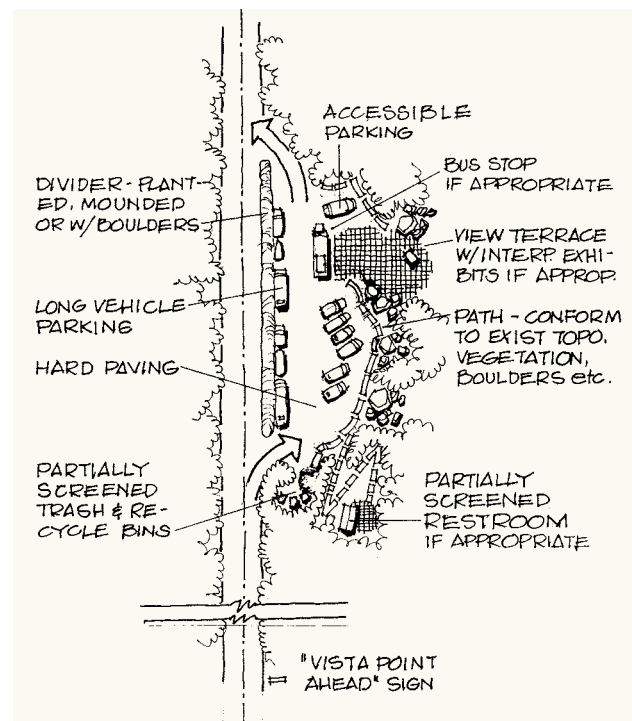 ACCESSIBLE
PARKING
BUS STOP
IF APPROPRIATE
DIVIDER-PLANT-
ED, MOUNDED
OR W/BOULDERS
VIEW TERRACE
W/INTERP. EXHI-
BITS IF APPROP.
LONG VEHICLE
PARKING
PATH - CONFORM
TO EXIST TOPO,
VEGETATION,
BOULDERS etc.
HARD PAVING
PARTIALLY
SCREENED
TRASH & RE-
CYCLE BINS
PARTIALLY
SCREENED
RESTROOM
IF APPROPRIATE
"VISTA POINT
AHEAD" SIGN